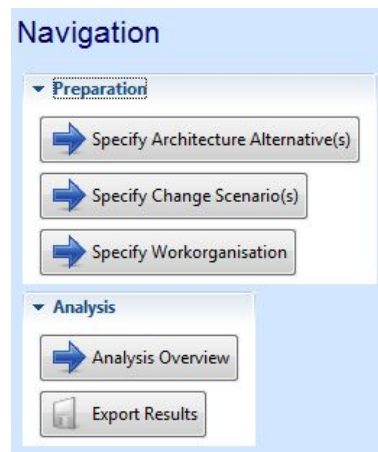 Navigation
Preparation
Specify Architecture Alternative(s)
Specify Change Scenario(s)
Specify Workorganisation
Analysis
Analysis Overview
Export Results